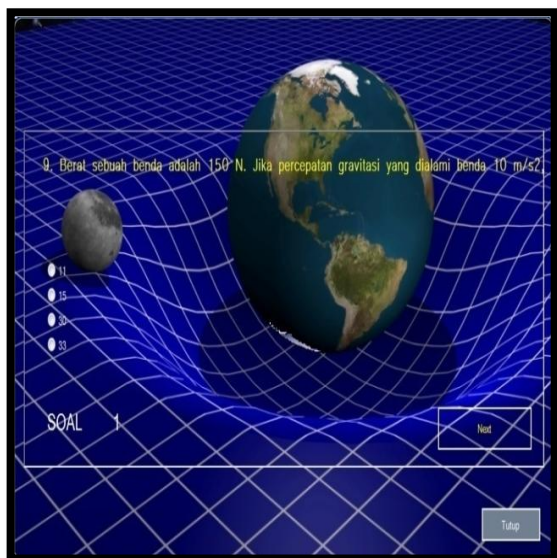 9. Berat sebuah benda adalah 150 N. Jika percepatan gravitasi yang dialami benda 10 m/s2,
11
15
30
33
SOAL 1
Next
Tutup